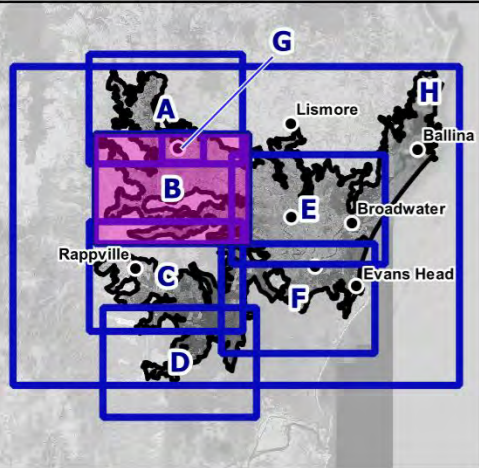 G
A
H
Lismore
Ballina
B
E
Broadwater
Rappville
C
Evans Head
F
D